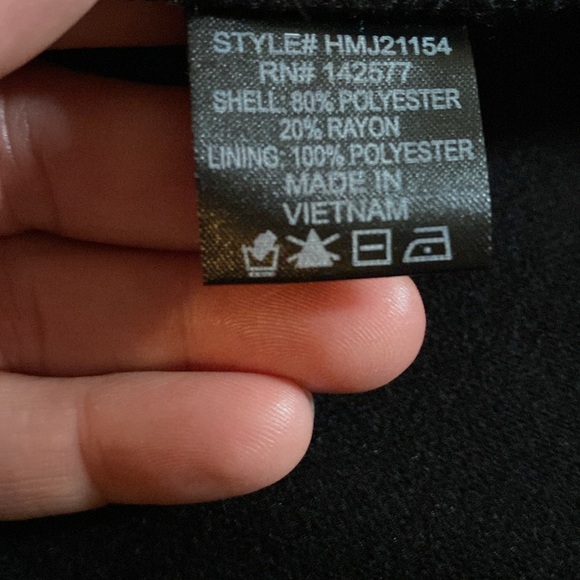 STYLE# HMJ21154
RN# 142577
SHELL: 80% POLYESTER
20% RAYON
LINING: 100% POLYESTER
MADE IN
VIETNAM